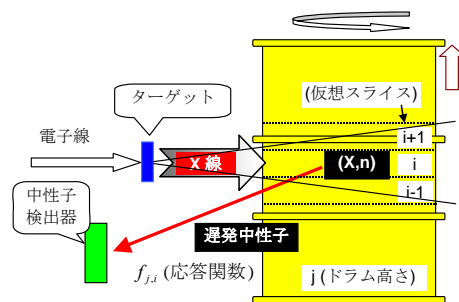 ターゲット
(仮想スライス)
電子線
i+1
X 線
(X,n)
i
i-1
中性子
検出器
遅発中性子
f_{j,i} (応答関数)
j (ドラム高さ)